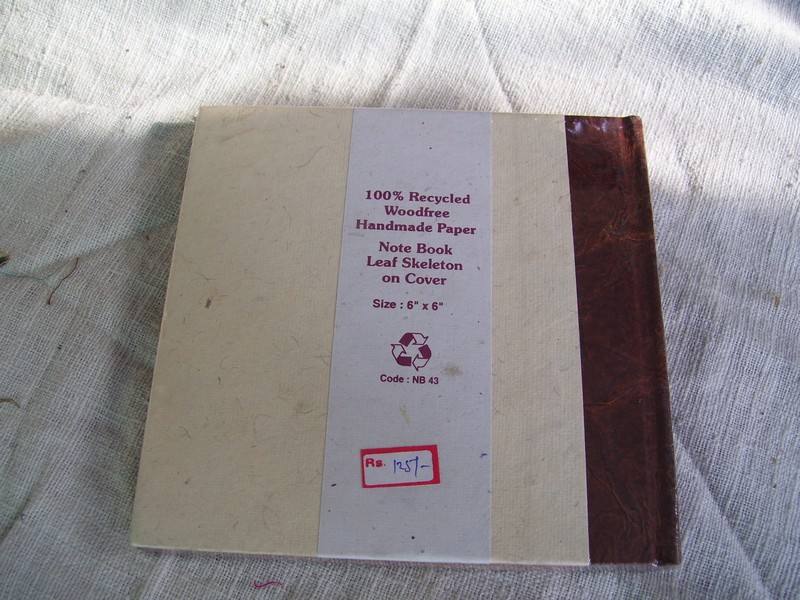 100% Recycled
Woodfree
Handmade Paper
Note Book
Leaf Skeleton
on Cover
Size : 6" x 6"
Code : NB 43
Rs. 125/-